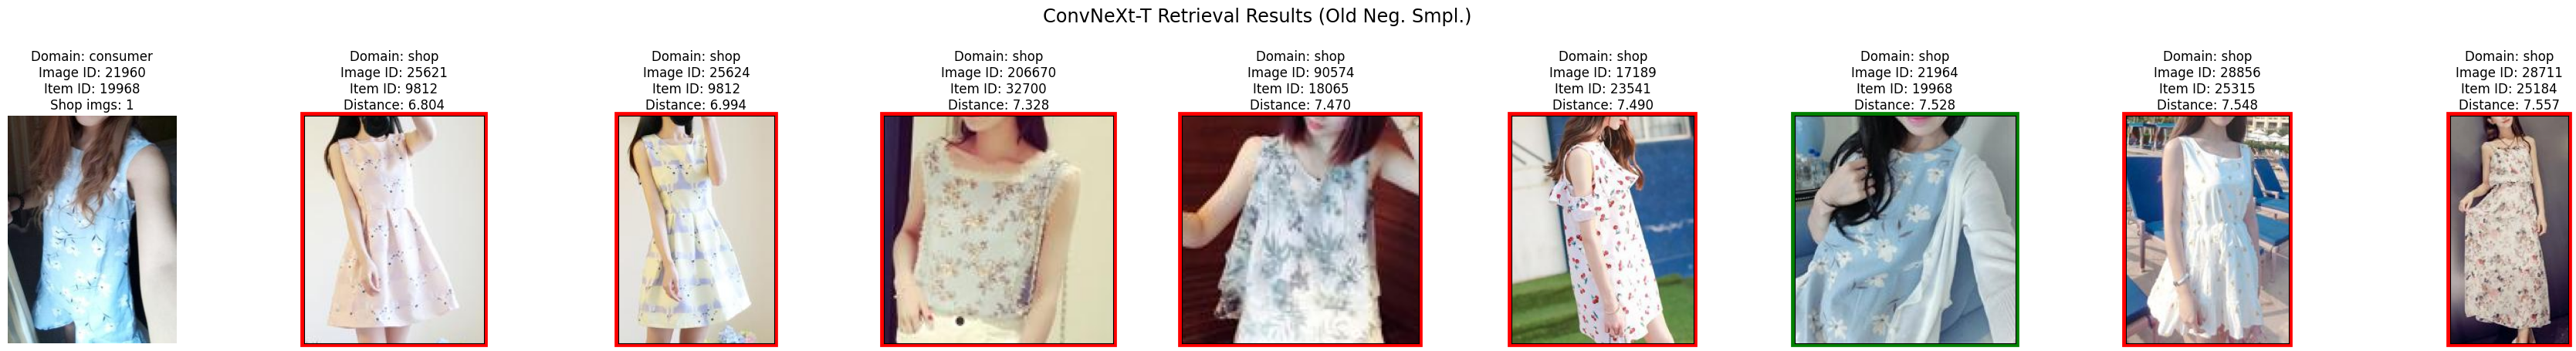 ConvNeXt-T Retrieval Results (Old Neg. Smpl.)
Domain: consumer
Image ID: 21960
Item ID: 19968
Shop imgs: 1
Domain: shop
Image ID: 25621
Item ID: 9812
Distance: 6.804
Domain: shop
Image ID: 25624
Item ID: 9812
Distance: 6.994
Domain: shop
Image ID: 206670
Item ID: 32700
Distance: 7.328
Domain: shop
Image ID: 90574
Item ID: 18065
Distance: 7.470
Domain: shop
Image ID: 17189
Item ID: 23541
Distance: 7.490
Domain: shop
Image ID: 21964
Item ID: 19968
Distance: 7.528
Domain: shop
Image ID: 28856
Item ID: 25315
Distance: 7.548
Domain: shop
Image ID: 28711
Item ID: 25184
Distance: 7.557